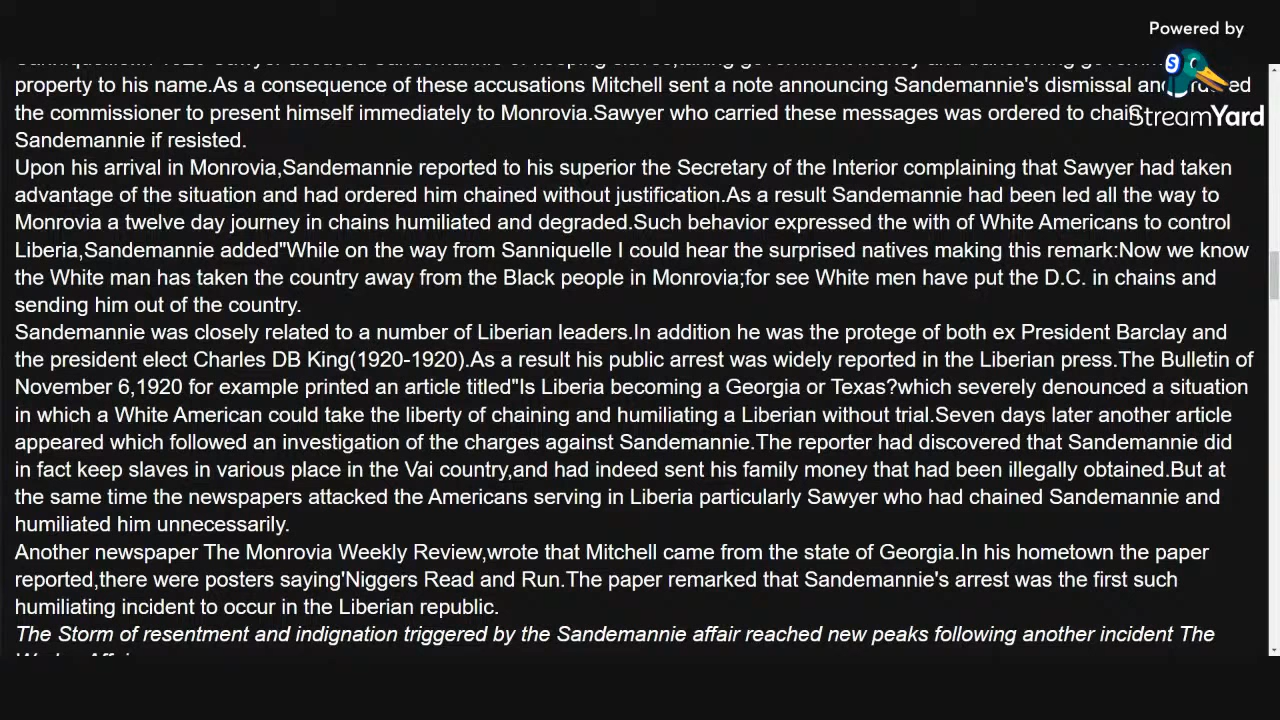 Powered by
StreamYard
property to his name.As a consequence of these accusations Mitchell sent a note announcing Sandemannie's dismissal and ordered
the commissioner to present himself immediately to Monrovia.Sawyer who carried these messages was ordered to chain
Sandemannie if resisted.
Upon his arrival in Monrovia,Sandemannie reported to his superior the Secretary of the Interior complaining that Sawyer had taken
advantage of the situation and had ordered him chained without justification.As a result Sandemannie had been led all the way to
Monrovia a twelve day journey in chains humiliated and degraded.Such behavior expressed the with of White Americans to control
Liberia,Sandemannie added"While on the way from Sanniquelle I could hear the surprised natives making this remark:Now we know
the White man has taken the country away from the Black people in Monrovia;for see White men have put the D.C. in chains and
sending him out of the country.
Sandemannie was closely related to a number of Liberian leaders.In addition he was the protege of both ex President Barclay and
the president elect Charles DB King(1920-1920).As a result his public arrest was widely reported in the Liberian press.The Bulletin of
November 6,1920 for example printed an article titled"Is Liberia becoming a Georgia or Texas?which severely denounced a situation
in which a White American could take the liberty of chaining and humiliating a Liberian without trial.Seven days later another article
appeared which followed an investigation of the charges against Sandemannie.The reporter had discovered that Sandemannie did
in fact keep slaves in various place in the Vai country,and had indeed sent his family money that had been illegally obtained.But at
the same time the newspapers attacked the Americans serving in Liberia particularly Sawyer who had chained Sandemannie and
humiliated him unnecessarily.
Another newspaper The Monrovia Weekly Review,wrote that Mitchell came from the state of Georgia.In his hometown the paper
reported,there were posters saying'Niggers Read and Run.The paper remarked that Sandemannie's arrest was the first such
humiliating incident to occur in the Liberian republic.
The Storm of resentment and indignation triggered by the Sandemannie affair reached new peaks following another incident The